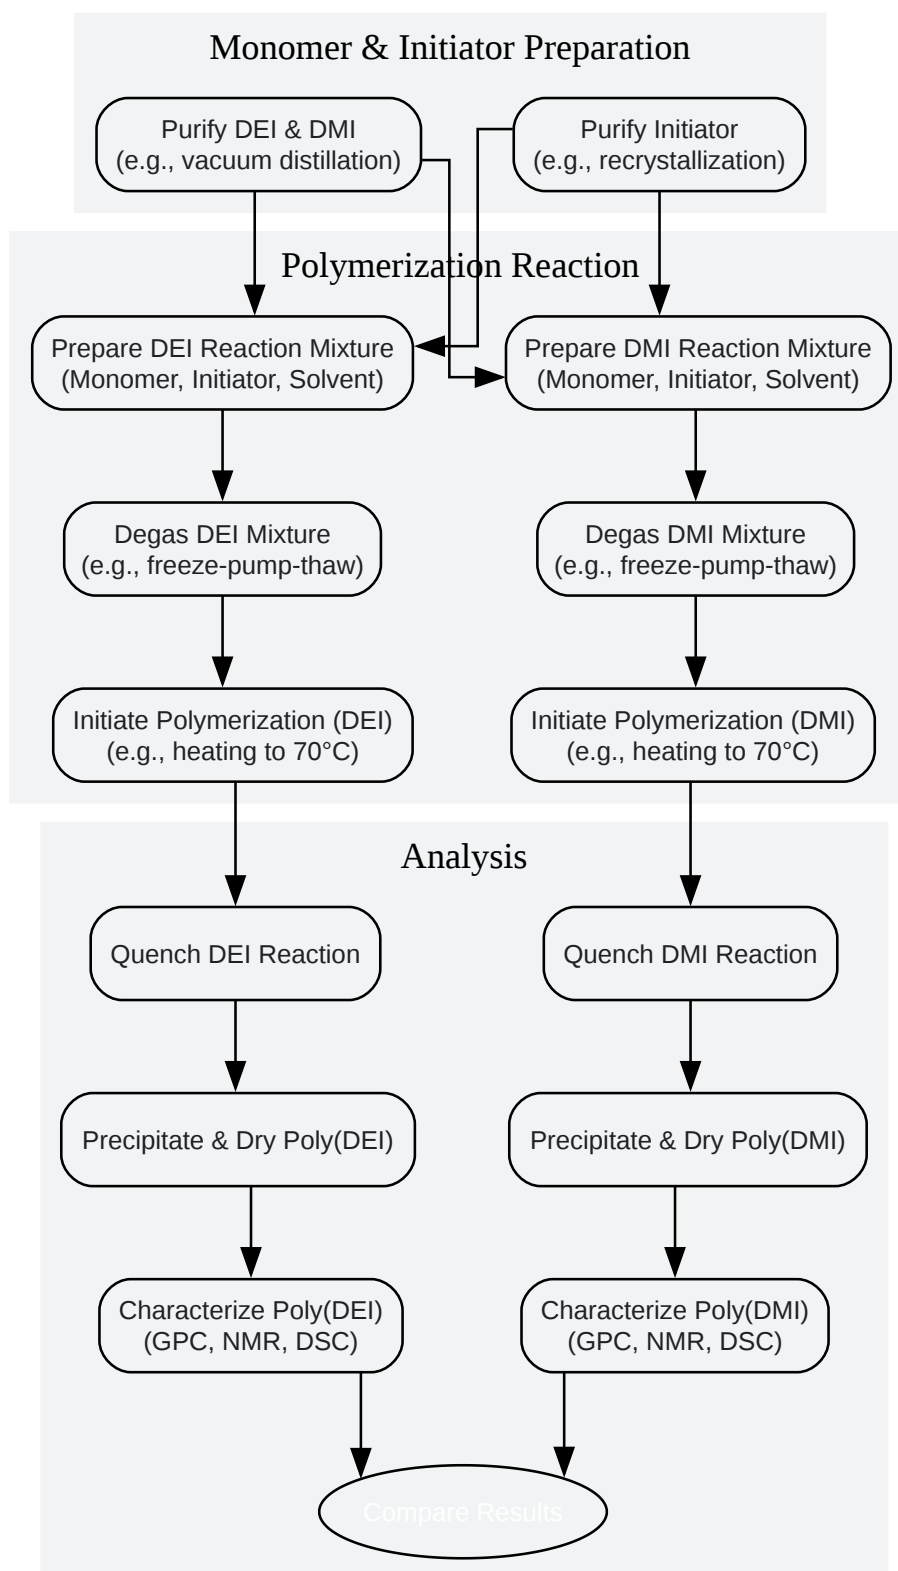 Monomer & Initiator Preparation
Purify DEI & DMI
(e.g., vacuum distillation)
Purify Initiator
(e.g., recrystallization)
Polymerization Reaction
Prepare DEI Reaction Mixture
(Monomer, Initiator, Solvent)
Prepare DMI Reaction Mixture
(Monomer, Initiator, Solvent)
Degas DEI Mixture
(e.g., freeze-pump-thaw)
Degas DMI Mixture
(e.g., freeze-pump-thaw)
Initiate Polymerization (DEI)
(e.g., heating to 70°C)
Initiate Polymerization (DMI)
(e.g., heating to 70°C)
Analysis
Quench DEI Reaction
Quench DMI Reaction
Precipitate & Dry Poly(DEI)
Precipitate & Dry Poly(DMI)
Characterize Poly(DEI)
(GPC, NMR, DSC)
Characterize Poly(DMI)
(GPC, NMR, DSC)
Compare Results